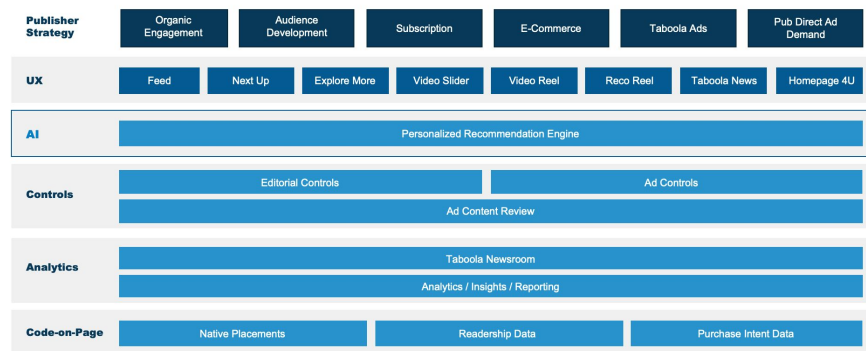 Publisher
Strategy
Organic
Engagement
Audience
Development
Subscription
E-Commerce
Taboola Ads
Pub Direct Ad
Demand
UX
Feed
Next Up
Explore More
Video Slider
Video Reel
Reco Reel
Taboola News
Homepage 4U
AI
Personalized Recommendation Engine
Controls
Editorial Controls
Ad Controls
Ad Content Review
Analytics
Taboola Newsroom
Analytics / Insights / Reporting
Code-on-Page
Native Placements
Readership Data
Purchase Intent Data